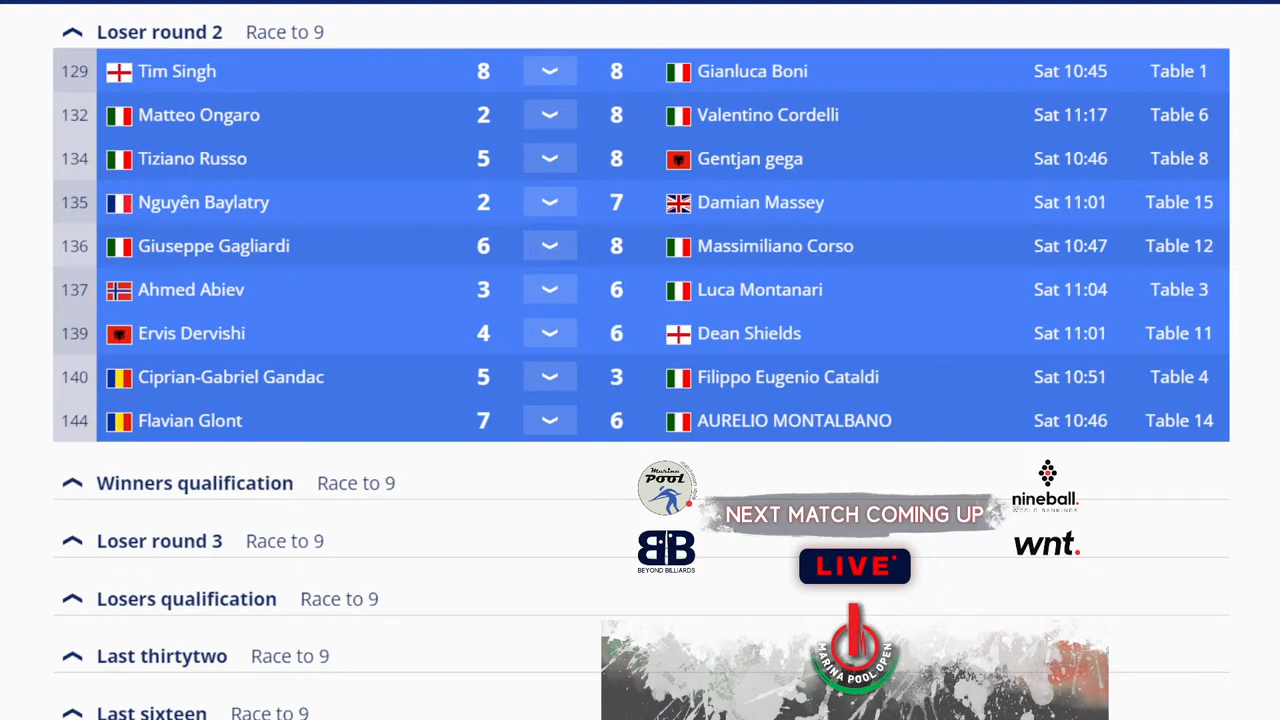 Loser round 2 Race to 9
129 Tim Singh 8 8 Gianluca Boni Sat 10:45 Table 1
132 Matteo Ongaro 2 8 Valentino Cordelli Sat 11:17 Table 6
134 Tiziano Russo 5 8 Gentjan gega Sat 10:46 Table 8
135 Nguyên Baylatry 2 7 Damian Massey Sat 11:01 Table 15
136 Giuseppe Gagliardi 6 8 Massimiliano Corso Sat 10:47 Table 12
137 Ahmed Abiev 3 6 Luca Montanari Sat 11:04 Table 3
139 Ervis Dervishi 4 6 Dean Shields Sat 11:01 Table 11
140 Ciprian-Gabriel Gandac 5 3 Filippo Eugenio Cataldi Sat 10:51 Table 4
144 Flavian Glont 7 6 AURELIO MONTALBANO Sat 10:46 Table 14
Winners qualification Race to 9
Marina
POOL
NEXT MATCH COMING UP
nineball.
WORLD RANKINGS
Loser round 3 Race to 9
BB
BEYOND BILLIARDS
LIVE
wnt.
Losers qualification Race to 9
Last thirtytwo Race to 9
MARINA POOL OPEN
Last sixteen Race to 9